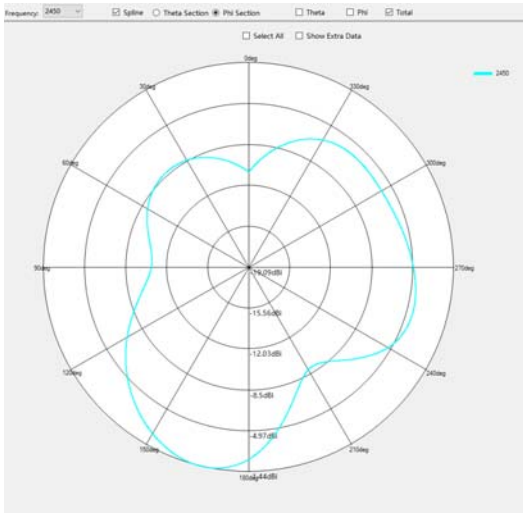 Frequency: 2450 Spline Theta Section Phi Section Theta Phi Total
Select All Show Extra Data
0deg
2450
30deg 330deg
60deg 300deg
90deg 270deg
-19.09dBi
-15.56dBi
-12.03dBi
120deg 240deg
-8.5dBi
-4.97dBi
150deg 210deg
180deg